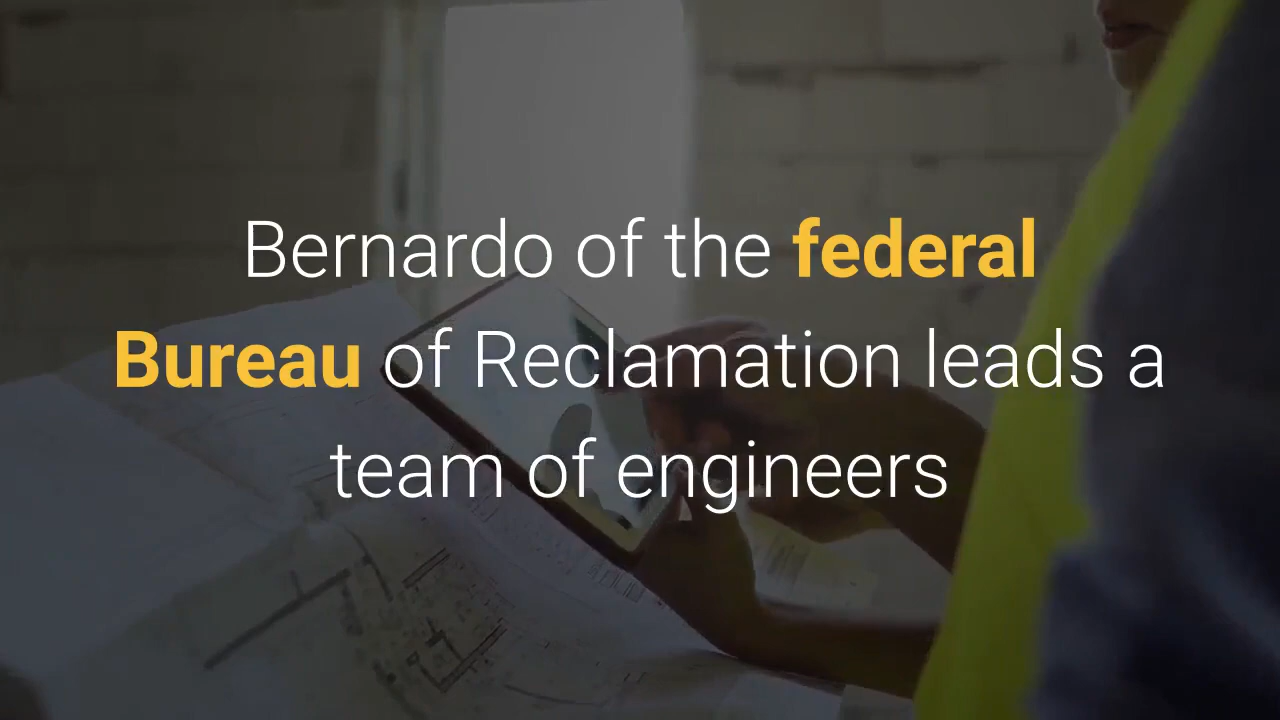 Bernardo of the federal
Bureau of Reclamation leads a
team of engineers